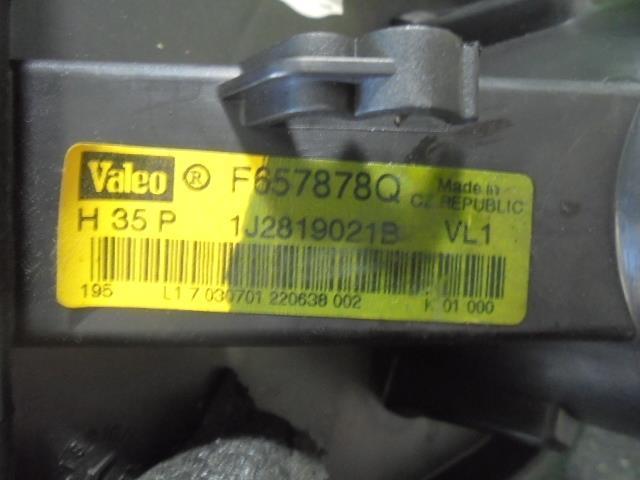 Valeo ® F657878Q Made in
CZ REPUBLIC
H 35 P 1J2819021B VL1
195 L1 7 030701 220638 002 K 01 000